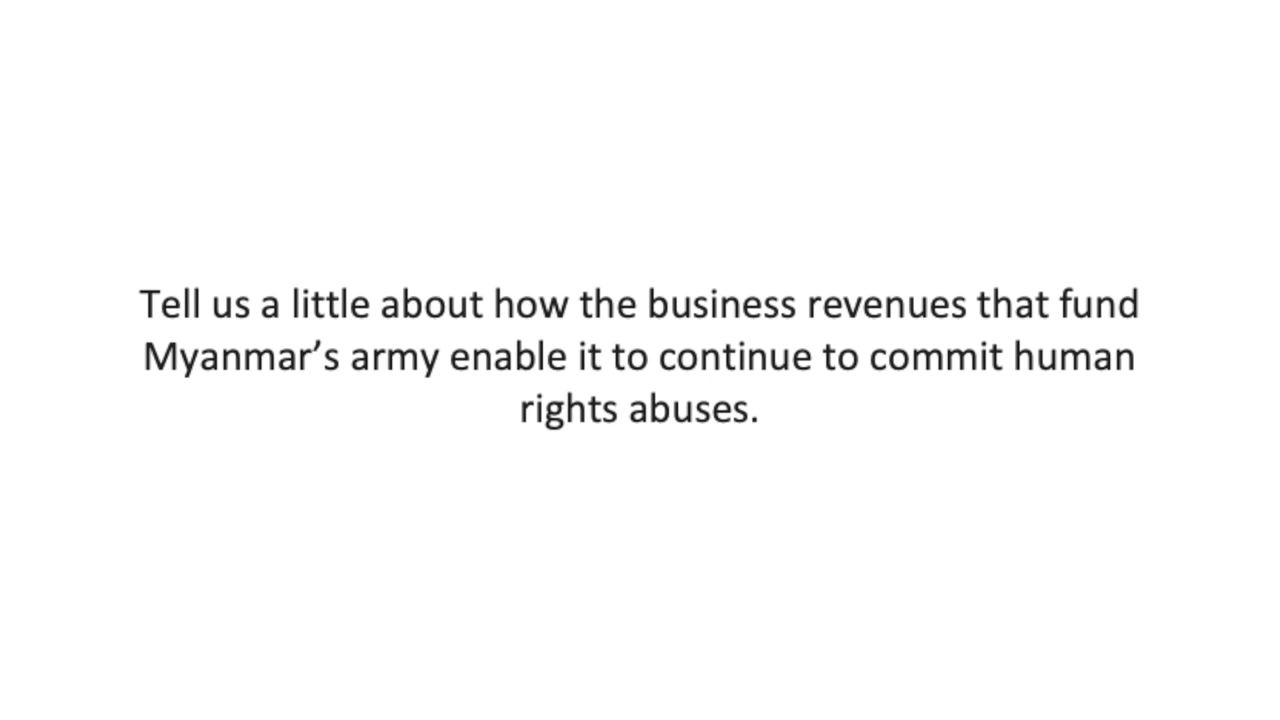 Tell us a little about how the business revenues that fund
Myanmar’s army enable it to continue to commit human
rights abuses.